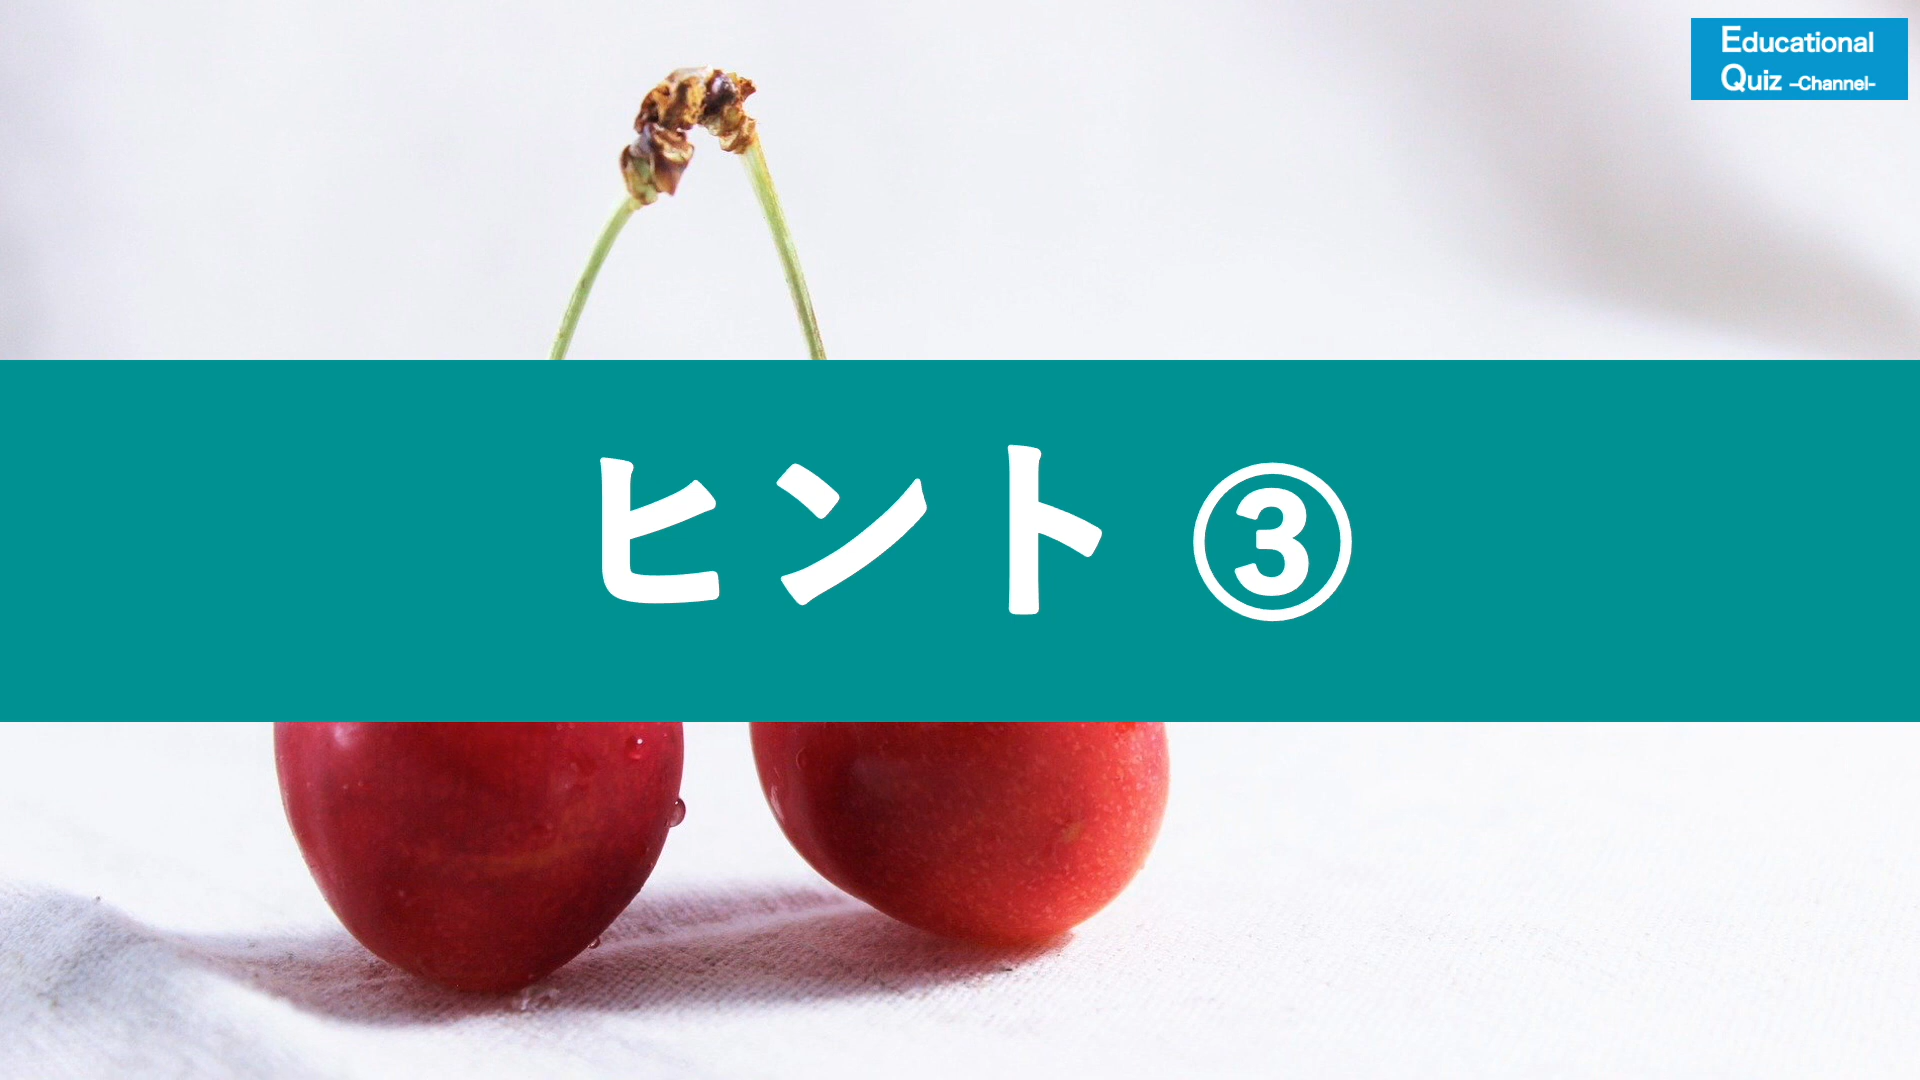 Educational
Quiz -Channel-
ヒント ③